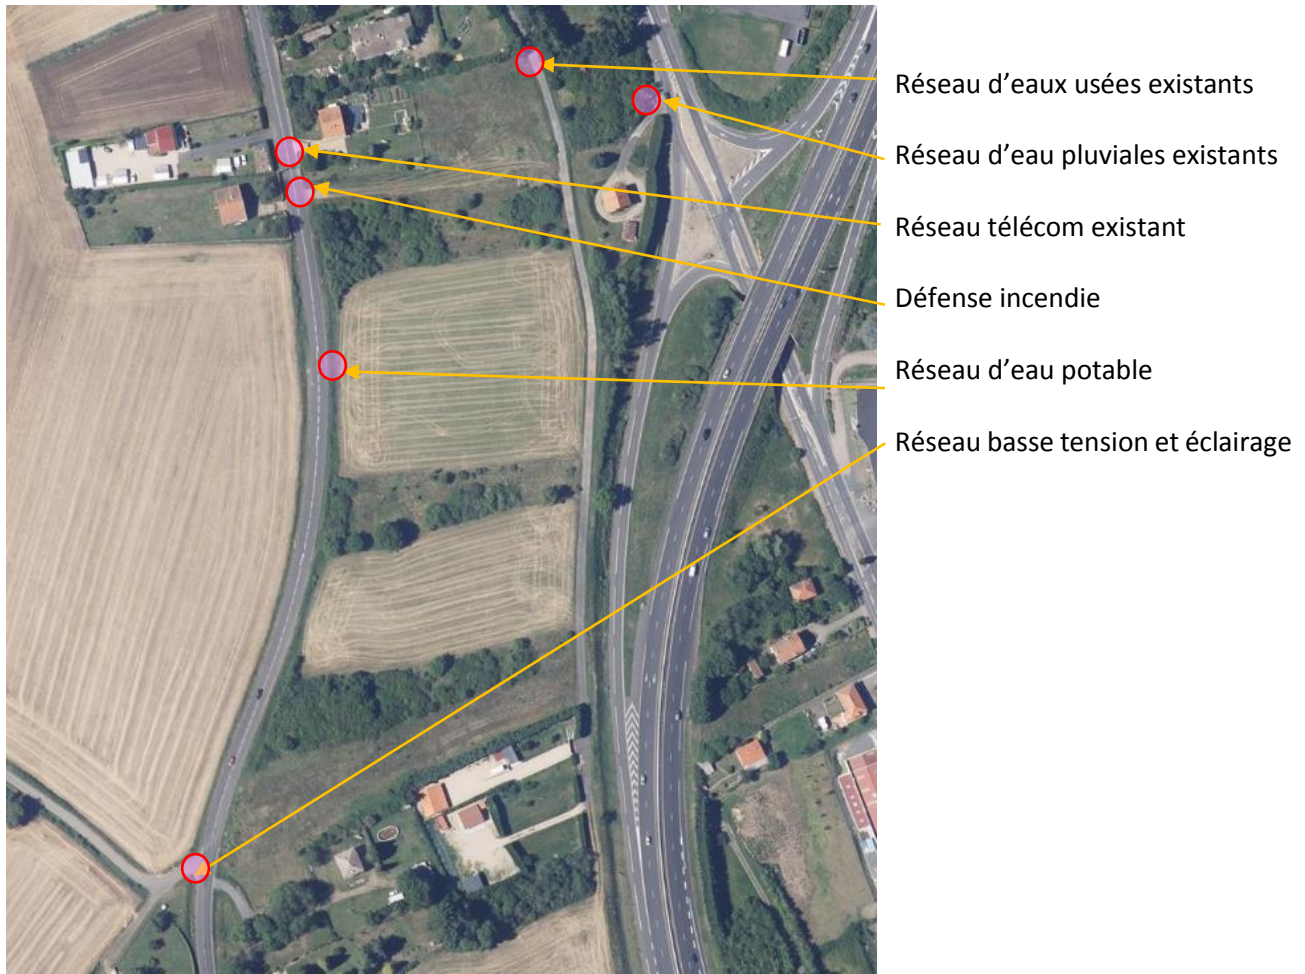 Réseau d’eaux usées existants
Réseau d’eau pluviales existants
Réseau télécom existant
Défense incendie
Réseau d’eau potable
Réseau basse tension et éclairage